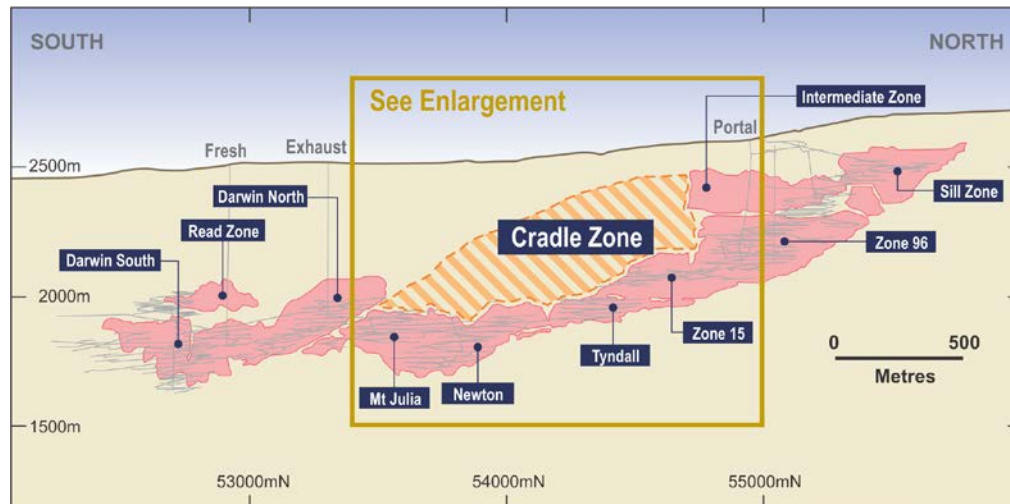 SOUTH
NORTH
See Enlargement
Intermediate Zone
Portal
2500m
Fresh
Exhaust
Darwin North
Sill Zone
Read Zone
Cradle Zone
Zone 96
Darwin South
2000m
Zone 15
Tyndall
0 500
Metres
Mt Julia
Newton
1500m
53000mN
54000mN
55000mN